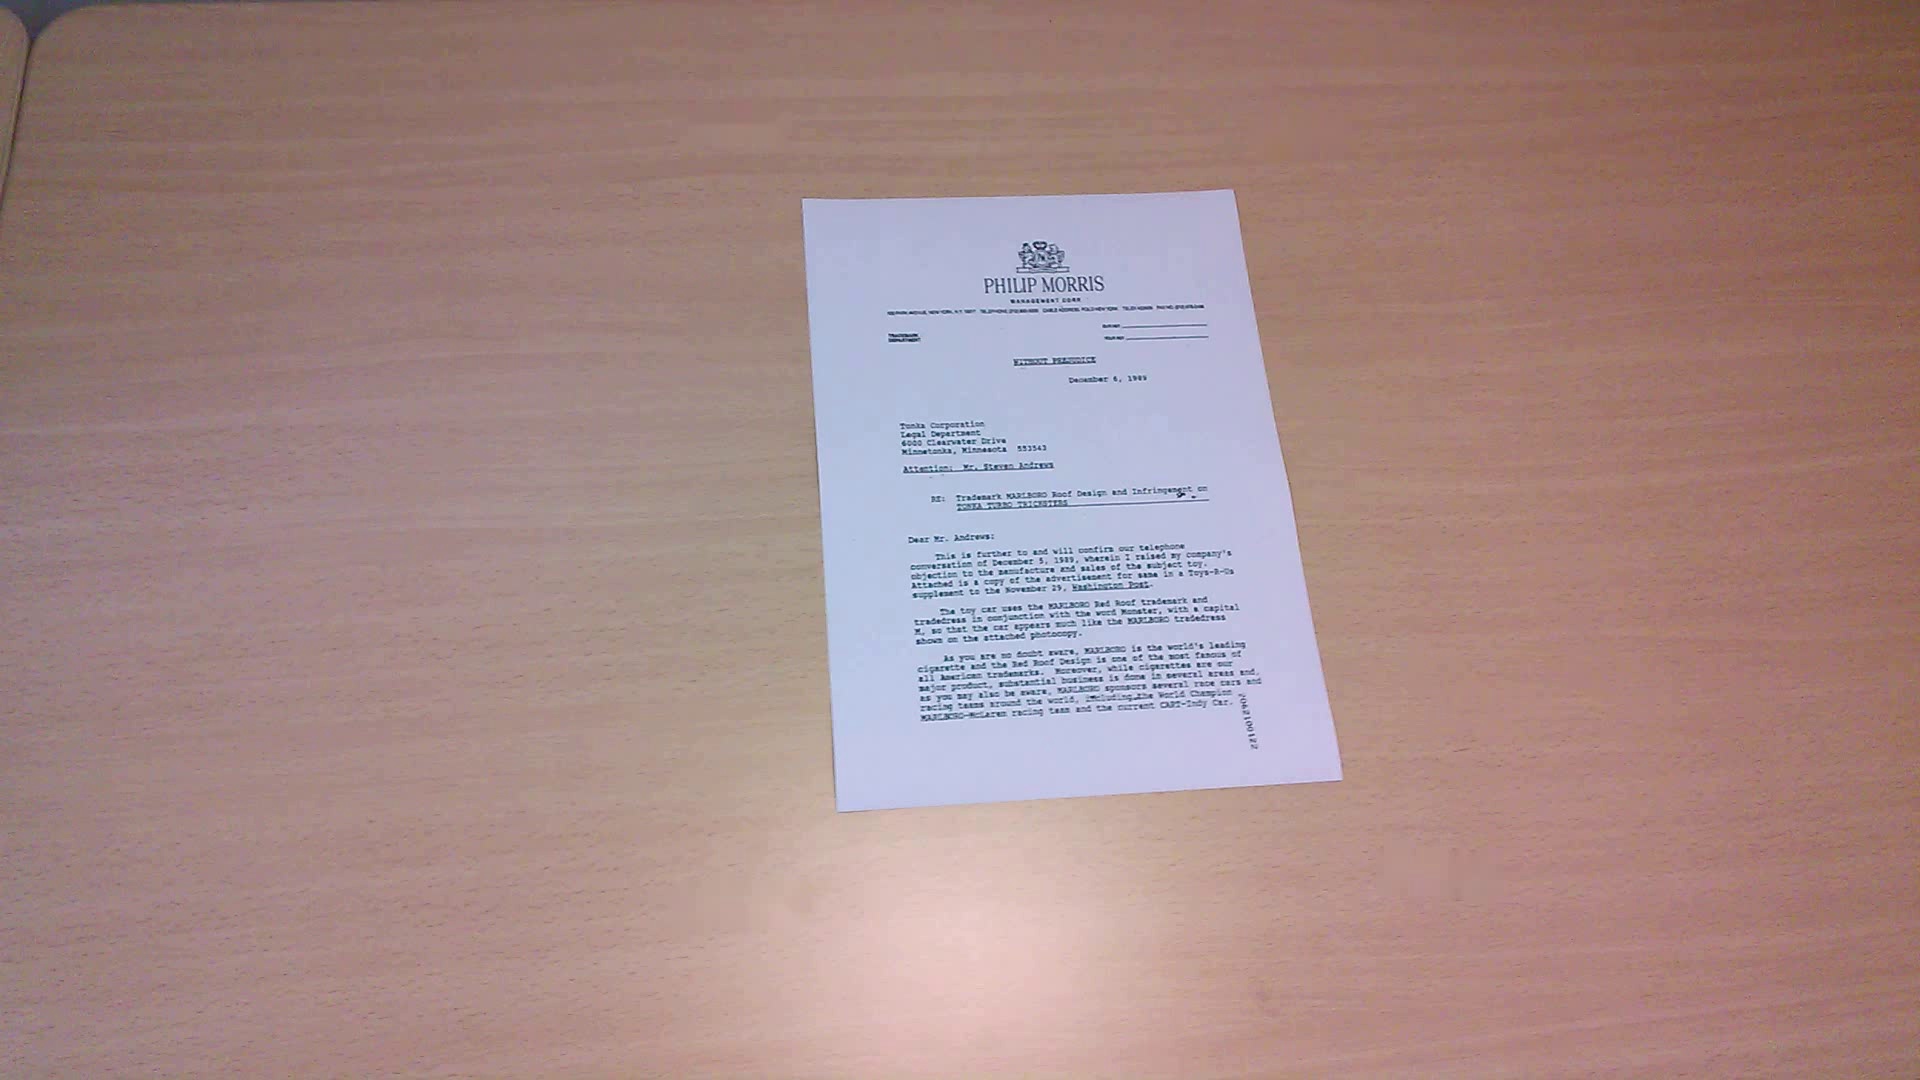 PHILIP MORRIS
MANAGEMENT CORP.
TRADEMARK
DEPARTMENT
OUR NO:
YOUR NO:
WITHOUT PREJUDICE
December 6, 1989
Tonka Corporation
Legal Department
6000 Clearwater Drive
Minnetonka, Minnesota 553543
Attention: Mr. Steven Andrews
RE: Trademark MARLBORO Roof Design and Infringement on
TONKA TURBO TRICKSTERS
Dear Mr. Andrews:
This is further to and will confirm our telephone
conversation of December 5, 1989, wherein I raised my company's
objection to the manufacture and sales of the subject toy.
Attached is a copy of the advertisement for same in a Toys-R-Us
supplement to the November 29, Washington Post.
The toy car uses the MARLBORO Red Roof trademark and
tradedress in conjunction with the word Monster, with a capital
M, so that the car appears much like the MARLBORO tradedress
shown on the attached photocopy.
As you are no doubt aware, MARLBORO is the world's leading
cigarette and the Red Roof Design is one of the most famous of
all American trademarks. Moreover, while cigarettes are our
major product, substantial business is done in several areas and,
as you may also be aware, MARLBORO sponsors several race cars and
racing teams around the world, including the World Champion
MARLBORO-McLaren racing team and the current CART-Indy Car.